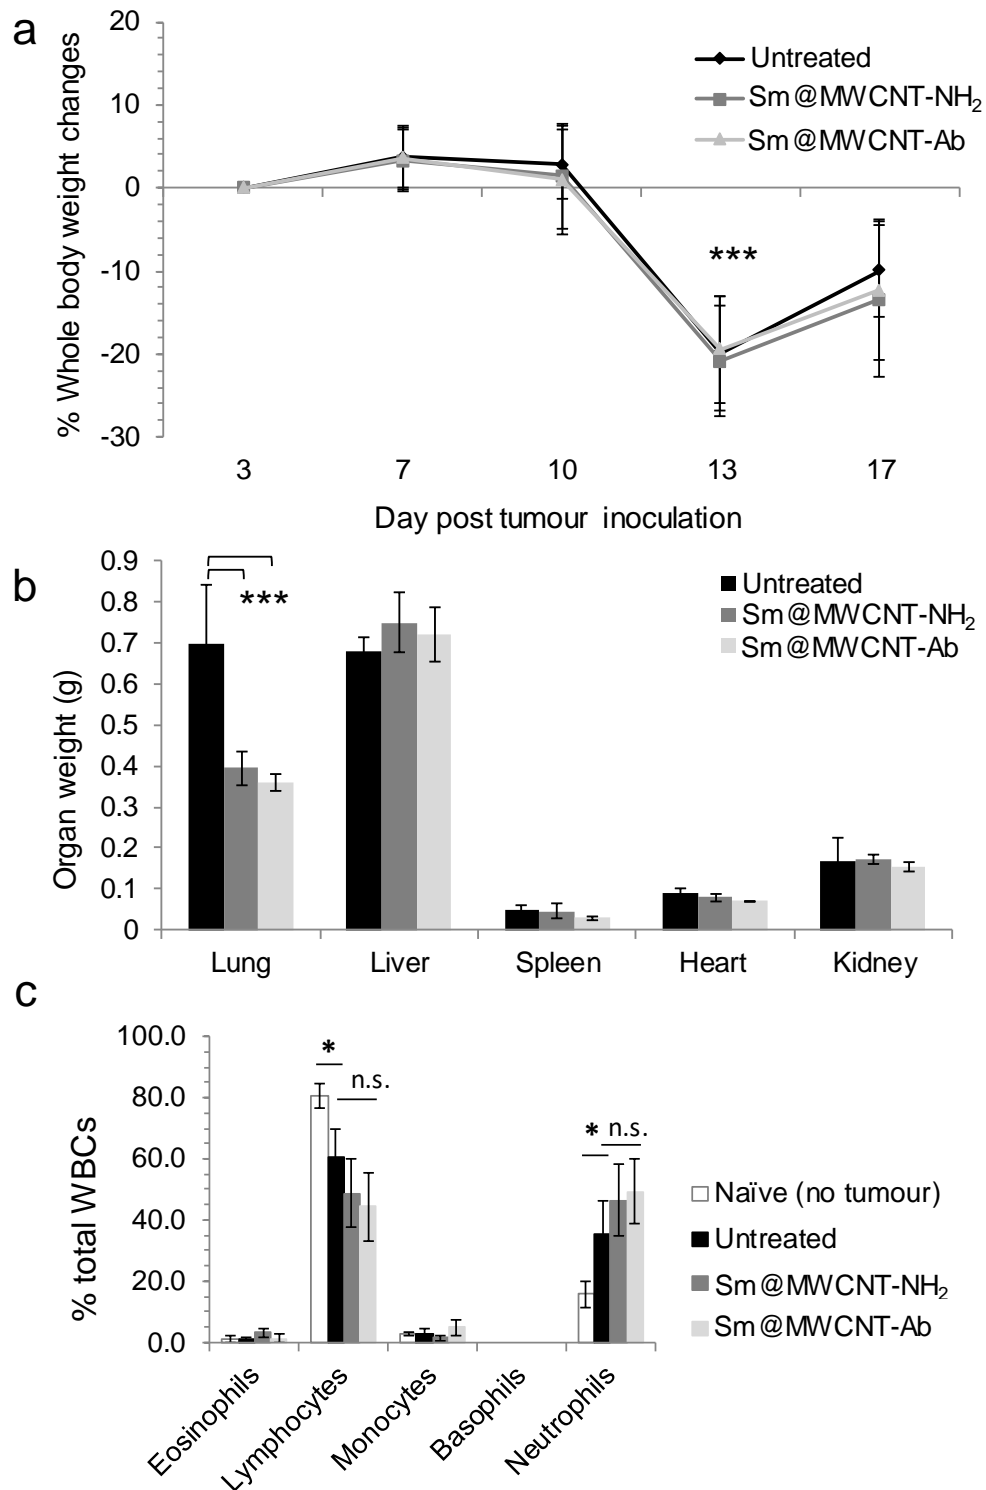 a
% Whole body weight changes
20
10
0
-10
-20
-30
Untreated
Sm@MWCNT-NH₂
Sm@MWCNT-Ab
***
3 7 10 13 17
Day post tumour inoculation
b
Organ weight (g)
0.9
0.8
0.7
0.6
0.5
0.4
0.3
0.2
0.1
0
***
Untreated
Sm@MWCNT-NH₂
Sm@MWCNT-Ab
Lung Liver Spleen Heart Kidney
c
% total WBCs
100.0
80.0
60.0
40.0
20.0
0.0
*
n.s.
* n.s.
Naïve (no tumour)
Untreated
Sm@MWCNT-NH₂
Sm@MWCNT-Ab
Eosinophils
Lymphocytes
Monocytes
Basophils
Neutrophils